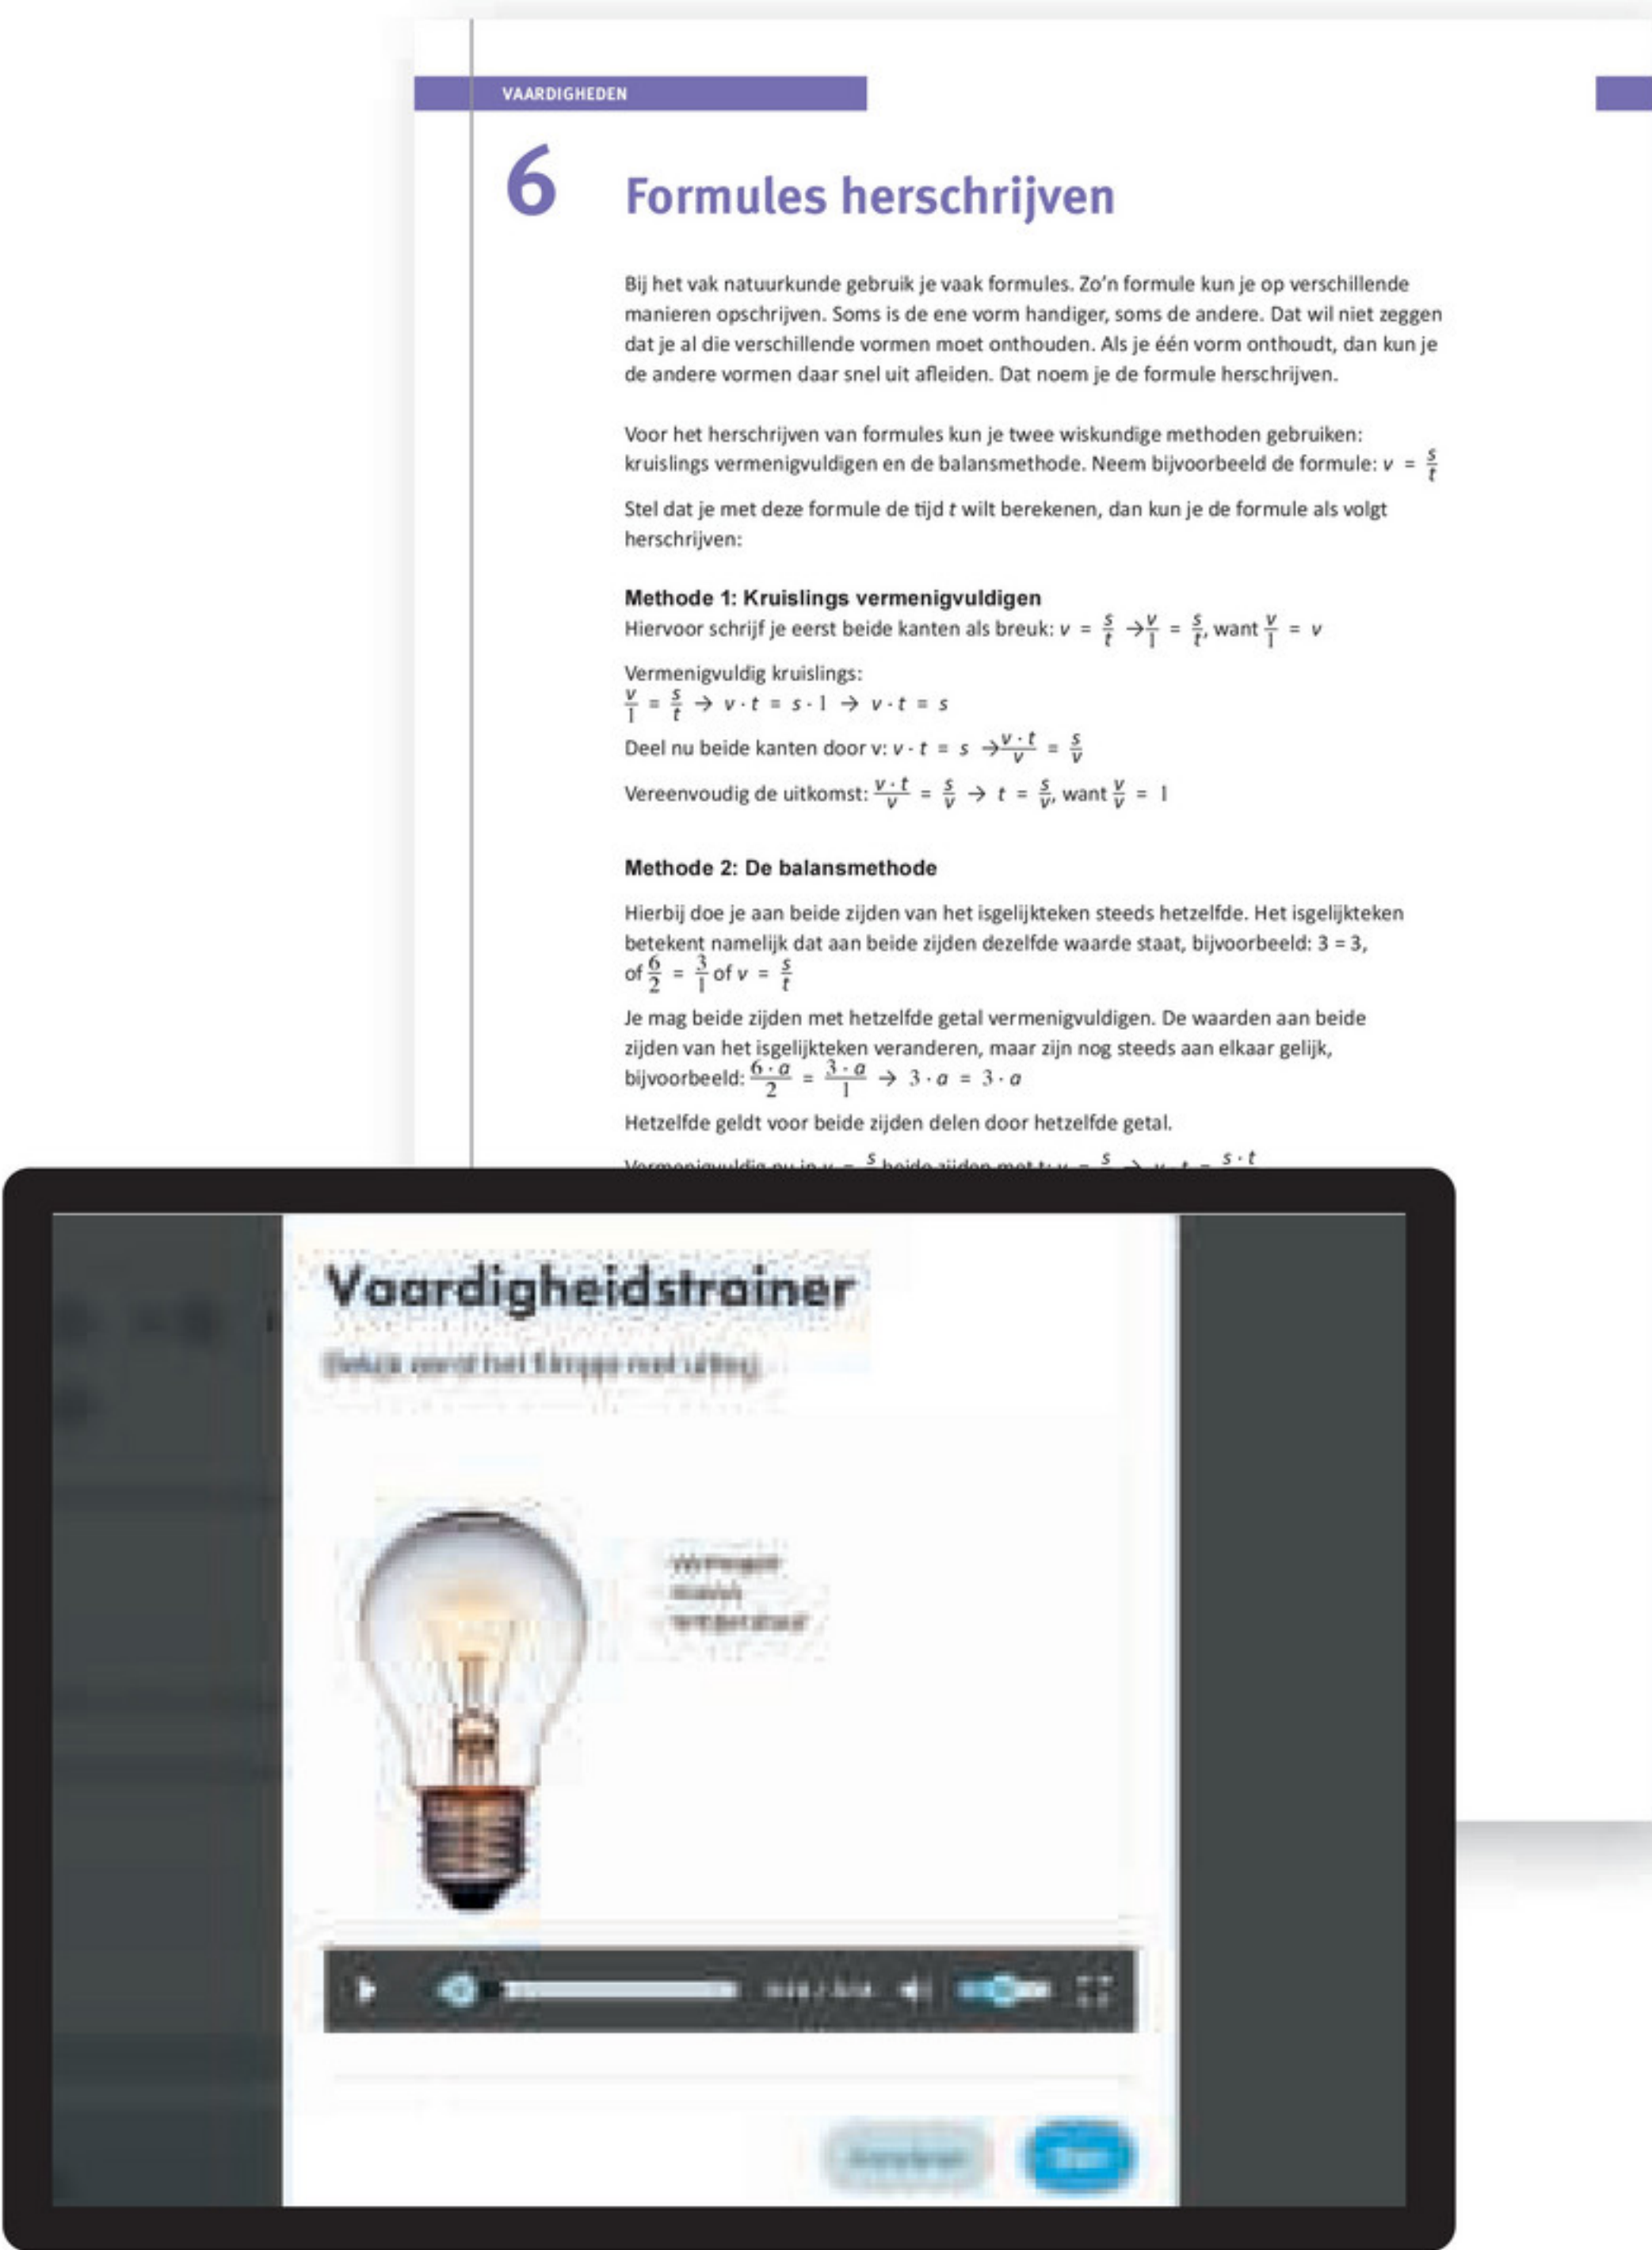 VAARDIGHEDEN
6 Formules herschrijven
Bij het vak natuurkunde gebruik je vaak formules. Zo'n formule kun je op verschillende
manieren opschrijven. Soms is de ene vorm handiger, soms de andere. Dat wil niet zeggen
dat je al die verschillende vormen moet onthouden. Als je één vorm onthoudt, dan kun je
de andere vormen daar snel uit afleiden. Dat noem je de formule herschrijven.
Voor het herschrijven van formules kun je twee wiskundige methoden gebruiken:
kruislings vermenigvuldigen en de balansmethode. Neem bijvoorbeeld de formule: v = s/t
Stel dat je met deze formule de tijd t wilt berekenen, dan kun je de formule als volgt
herschrijven:
Methode 1: Kruislings vermenigvuldigen
Hiervoor schrijf je eerst beide kanten als breuk: v = s/t → v/1 = s/t, want v/1 = v
Vermenigvuldig kruislings:
v/1 = s/t → v · t = s · 1 → v · t = s
Deel nu beide kanten door v: v · t = s → v · t/v = s/v
Vereenvoudig de uitkomst: v · t/v = s/v → t = s/v, want v/v = 1
Methode 2: De balansmethode
Hierbij doe je aan beide zijden van het isgelijkteken steeds hetzelfde. Het isgelijkteken
betekent namelijk dat aan beide zijden dezelfde waarde staat, bijvoorbeeld: 3 = 3,
of 6/2 = 3/1 of v = s/t
Je mag beide zijden met hetzelfde getal vermenigvuldigen. De waarden aan beide
zijden van het isgelijkteken veranderen, maar zijn nog steeds aan elkaar gelijk,
bijvoorbeeld: 6 · a/2 = 3 · a/1 → 3 · a = 3 · a
Hetzelfde geldt voor beide zijden delen door hetzelfde getal.
Vermenigvuldig nu in v = s beide zijden met t: v = s → v · t = s · t
Vaardigheidstrainer